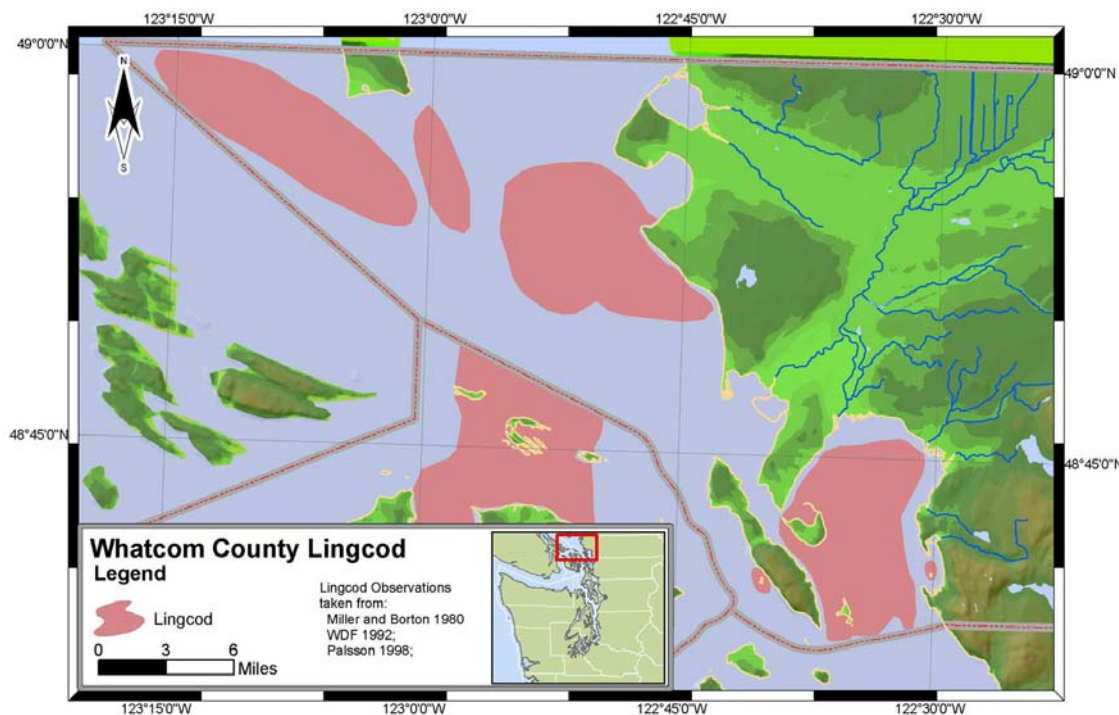 123°15'0"W 123°0'0"W 122°45'0"W 122°30'0"W
49°0'0"N
49°0'0"N
N
S
48°45'0"N
48°45'0"N
Whatcom County Lingcod
Legend
Lingcod
0 3 6
Miles
Lingcod Observations
taken from:
Miller and Borton 1980
WDF 1992;
Palsson 1998;
123°15'0"W 123°0'0"W 122°45'0"W 122°30'0"W